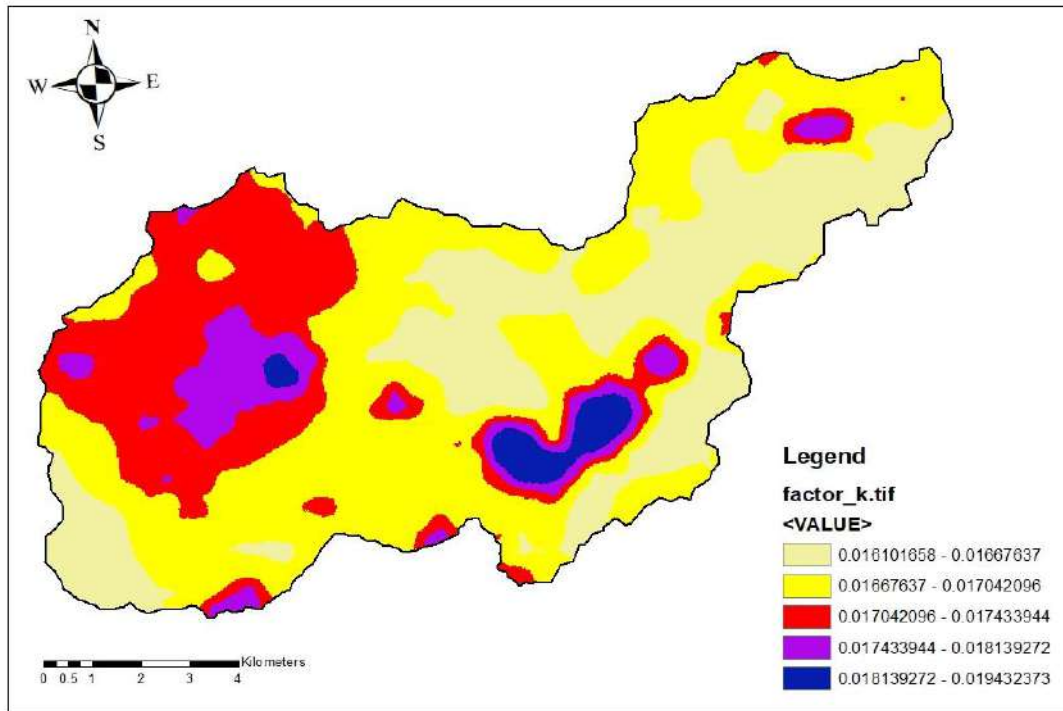 N
W E
S
Legend
factor_k.tif
<VALUE>
0.016101658 - 0.01667637
0.01667637 - 0.017042096
0.017042096 - 0.017433944
0.017433944 - 0.018139272
0.018139272 - 0.019432373
Kilometers
0 0.5 1 2 3 4